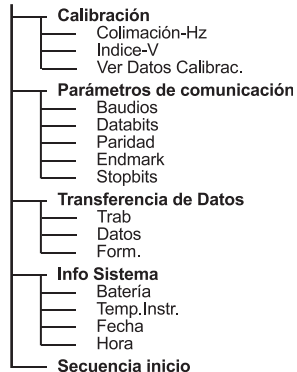 Calibración
Colimación-Hz
Indice-V
Ver Datos Calibrac.
Parámetros de comunicación
Baudios
Databits
Paridad
Endmark
Stopbits
Transferencia de Datos
Trab
Datos
Form.
Info Sistema
Batería
Temp.Instr.
Fecha
Hora
Secuencia inicio